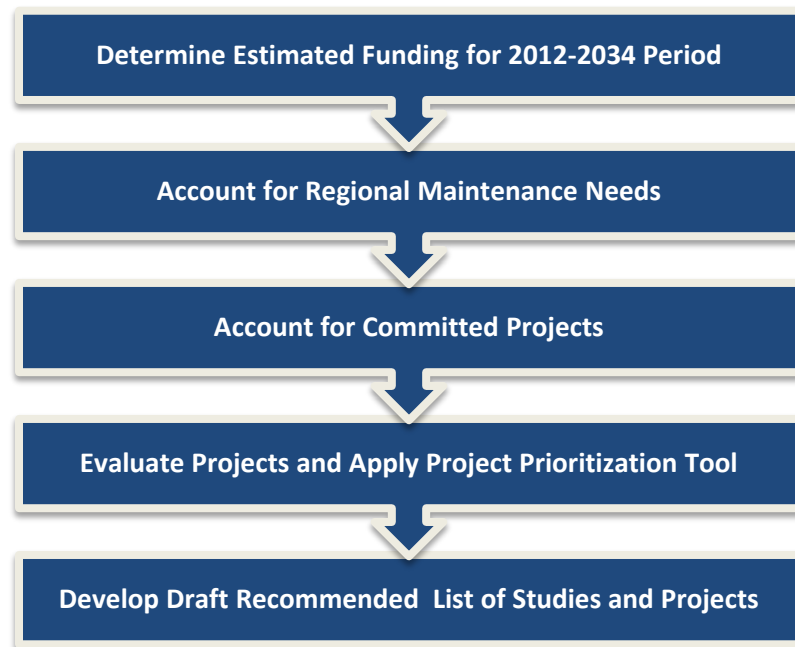 Determine Estimated Funding for 2012-2034 Period
Account for Regional Maintenance Needs
Account for Committed Projects
Evaluate Projects and Apply Project Prioritization Tool
Develop Draft Recommended  List of Studies and Projects